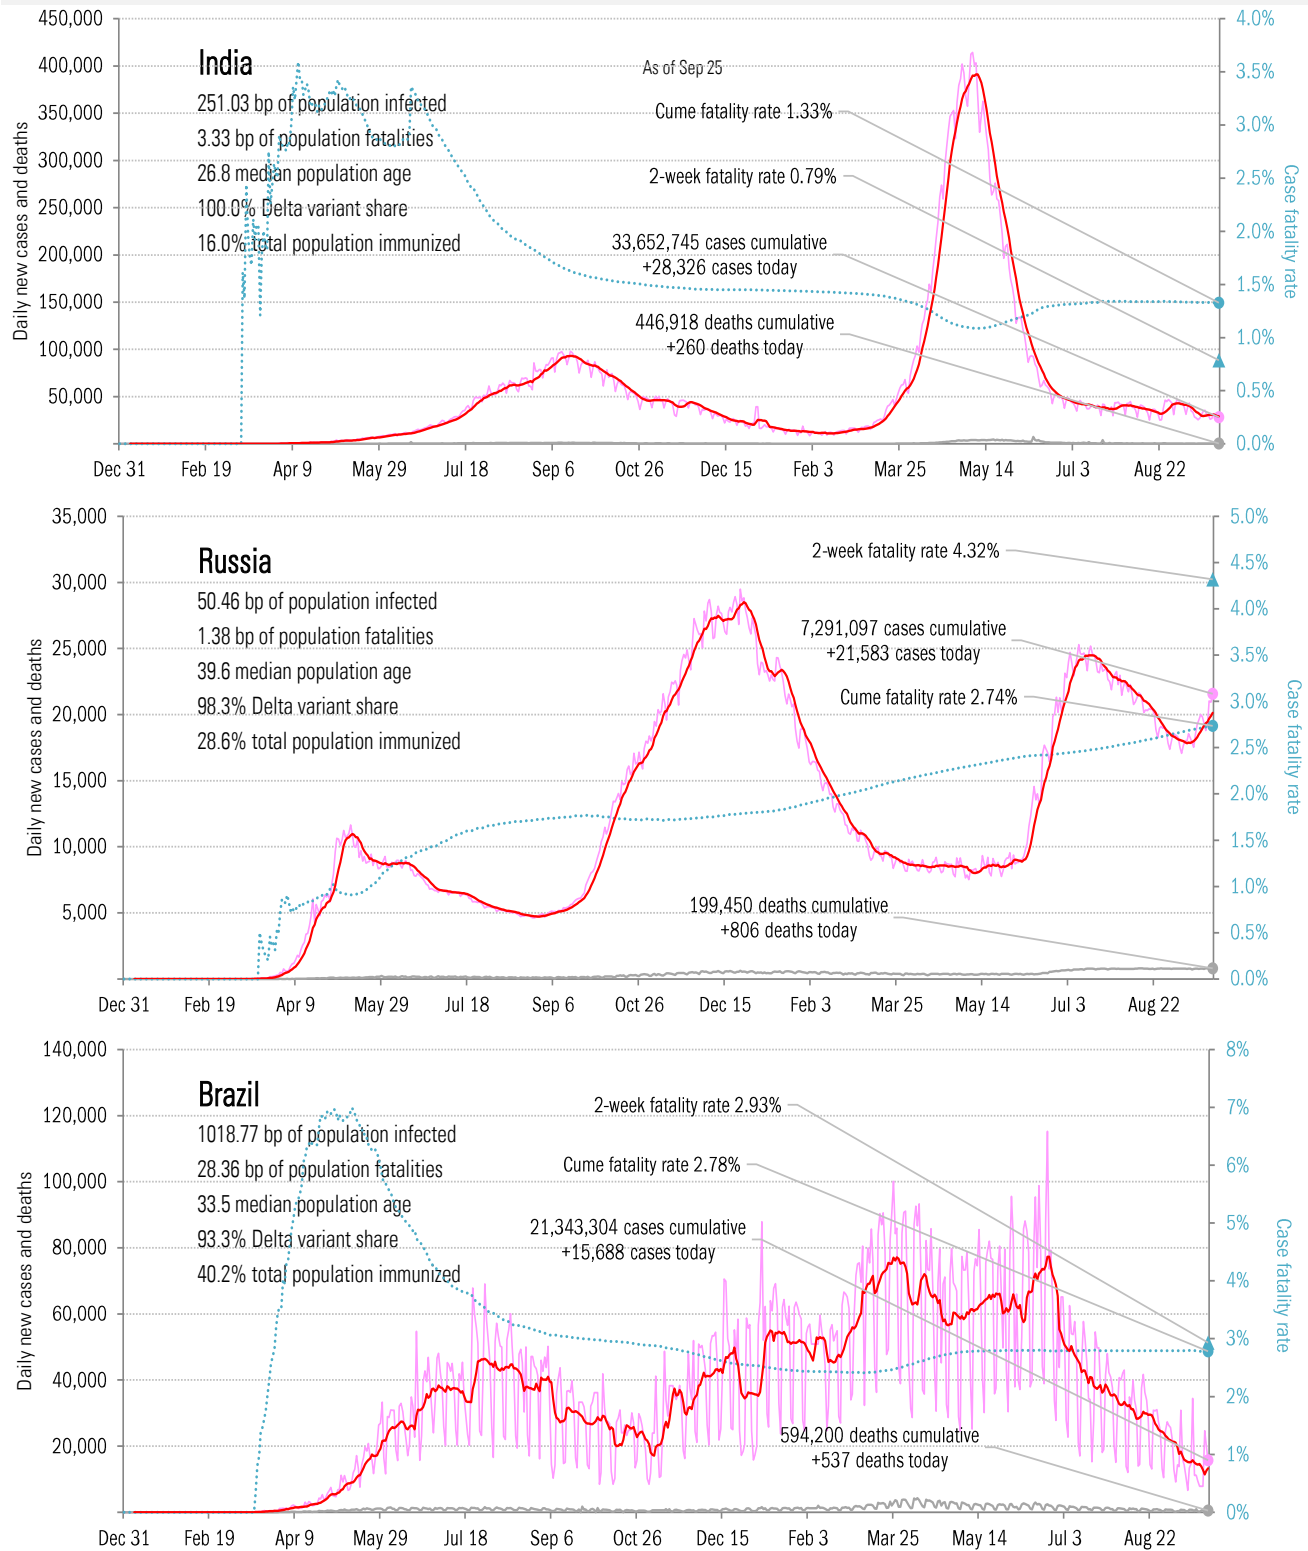 India
251.03 bp of population infected
3.33 bp of population fatalities
26.8 median population age
100.0% Delta variant share
16.0% total population immunized
As of Sep 25
Cume fatality rate 1.33%
2-week fatality rate 0.79%
33,652,745 cases cumulative
+28,326 cases today
446,918 deaths cumulative
+260 deaths today
Daily new cases and deaths
450,000
400,000
350,000
300,000
250,000
200,000
150,000
100,000
50,000
4.0%
3.5%
3.0%
2.5%
2.0%
1.5%
1.0%
0.5%
0.0%
Case fatality rate
Dec 31 Feb 19 Apr 9 May 29 Jul 18 Sep 6 Oct 26 Dec 15 Feb 3 Mar 25 May 14 Jul 3 Aug 22
Russia
50.46 bp of population infected
1.38 bp of population fatalities
39.6 median population age
98.3% Delta variant share
28.6% total population immunized
2-week fatality rate 4.32%
7,291,097 cases cumulative
+21,583 cases today
Cume fatality rate 2.74%
199,450 deaths cumulative
+806 deaths today
Daily new cases and deaths
35,000
30,000
25,000
20,000
15,000
10,000
5,000
5.0%
4.5%
4.0%
3.5%
3.0%
2.5%
2.0%
1.5%
1.0%
0.5%
0.0%
Case fatality rate
Dec 31 Feb 19 Apr 9 May 29 Jul 18 Sep 6 Oct 26 Dec 15 Feb 3 Mar 25 May 14 Jul 3 Aug 22
Brazil
1018.77 bp of population infected
28.36 bp of population fatalities
33.5 median population age
93.3% Delta variant share
40.2% total population immunized
2-week fatality rate 2.93%
Cume fatality rate 2.78%
21,343,304 cases cumulative
+15,688 cases today
594,200 deaths cumulative
+537 deaths today
Daily new cases and deaths
140,000
120,000
100,000
80,000
60,000
40,000
20,000
8%
7%
6%
5%
4%
3%
2%
1%
0%
Case fatality rate
Dec 31 Feb 19 Apr 9 May 29 Jul 18 Sep 6 Oct 26 Dec 15 Feb 3 Mar 25 May 14 Jul 3 Aug 22